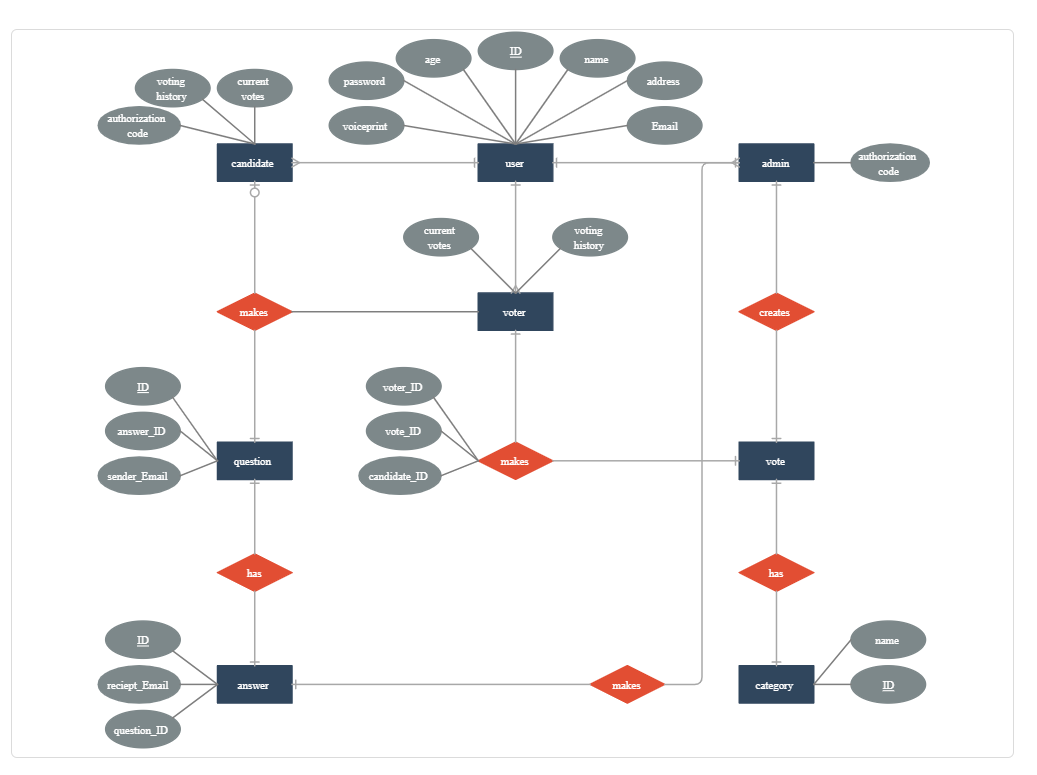 ID
age
name
voting
history
current
votes
password
address
authorization
code
voiceprint
Email
candidate
user
admin
authorization
code
current
votes
voting
history
makes
voter
creates
ID
voter_ID
answer_ID
vote_ID
question
makes
vote
sender_Email
candidate_ID
has
has
ID
name
reciept_Email
answer
makes
category
ID
question_ID